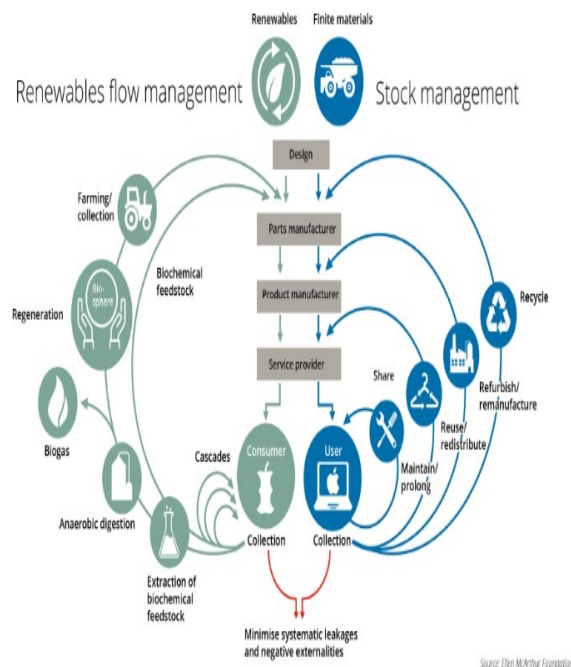 Renewables
Finite materials
Renewables flow management
Stock management
Design
Farming/
collection
Parts manufacturer
Biochemical
feedstock
Bio-
sphere
Regeneration
Product manufacturer
Recycle
Service provider
Share
Refurbish/
remanufacture
Biogas
Consumer
User
Reuse/
redistribute
Cascades
Maintain/
prolong
Anaerobic digestion
Collection
Collection
Extraction of
biochemical
feedstock
Minimise systematic leakages
and negative externalities
Source: Ellen McArthur Foundation